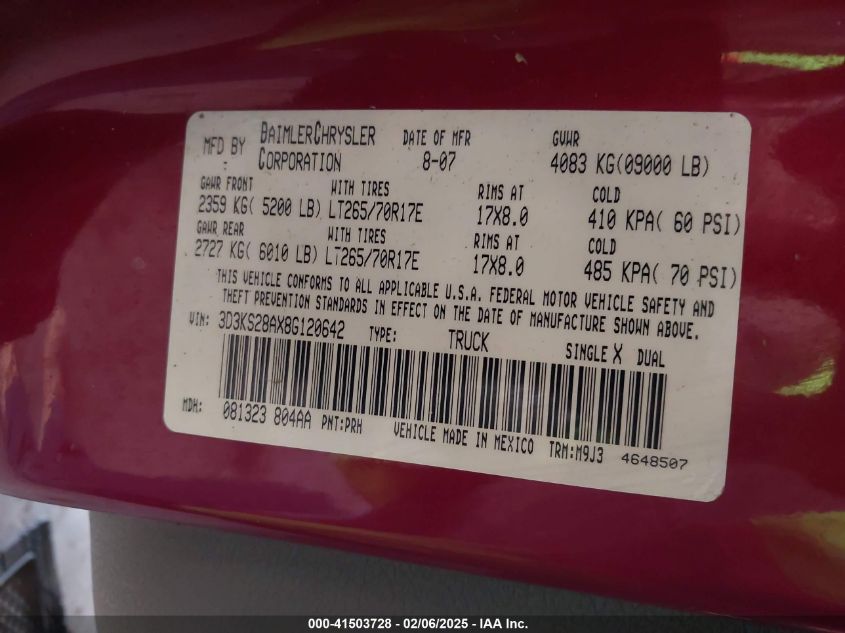 MFD BY DAIMLERCHRYSLER CORPORATION DATE OF MFR 8-07 GVWR 4083 KG(09000 LB)
GAWR FRONT WITH TIRES RIMS AT COLD
2359 KG( 5200 LB) LT265/70R17E 17X8.0 410 KPA( 60 PSI)
GAWR REAR WITH TIRES RIMS AT COLD
2727 KG( 6010 LB) LT265/70R17E 17X8.0 485 KPA( 70 PSI)
THIS VEHICLE CONFORMS TO ALL APPLICABLE U.S.A. FEDERAL MOTOR VEHICLE SAFETY AND
THEFT PREVENTION STANDARDS IN EFFECT ON THE DATE OF MANUFACTURE SHOWN ABOVE.
VIN: 3D3KS28AX8G120642 TYPE: TRUCK SINGLE X DUAL
MDH: 081323 804AA PNT:PRH VEHICLE MADE IN MEXICO TRM:M9J3 4648507
000-41503728 - 02/06/2025 - IAA Inc.